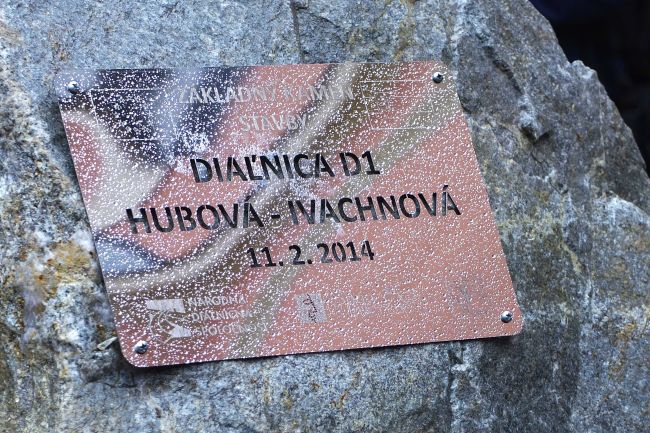 ZÁKLADNÝ KAMEŇ
STAVBY
DIAĽNICA D1
HUBOVÁ - IVACHNOVÁ
11. 2. 2014
NÁRODNÁ
DIAĽNIČNÁ
SPOLOČNOSŤ